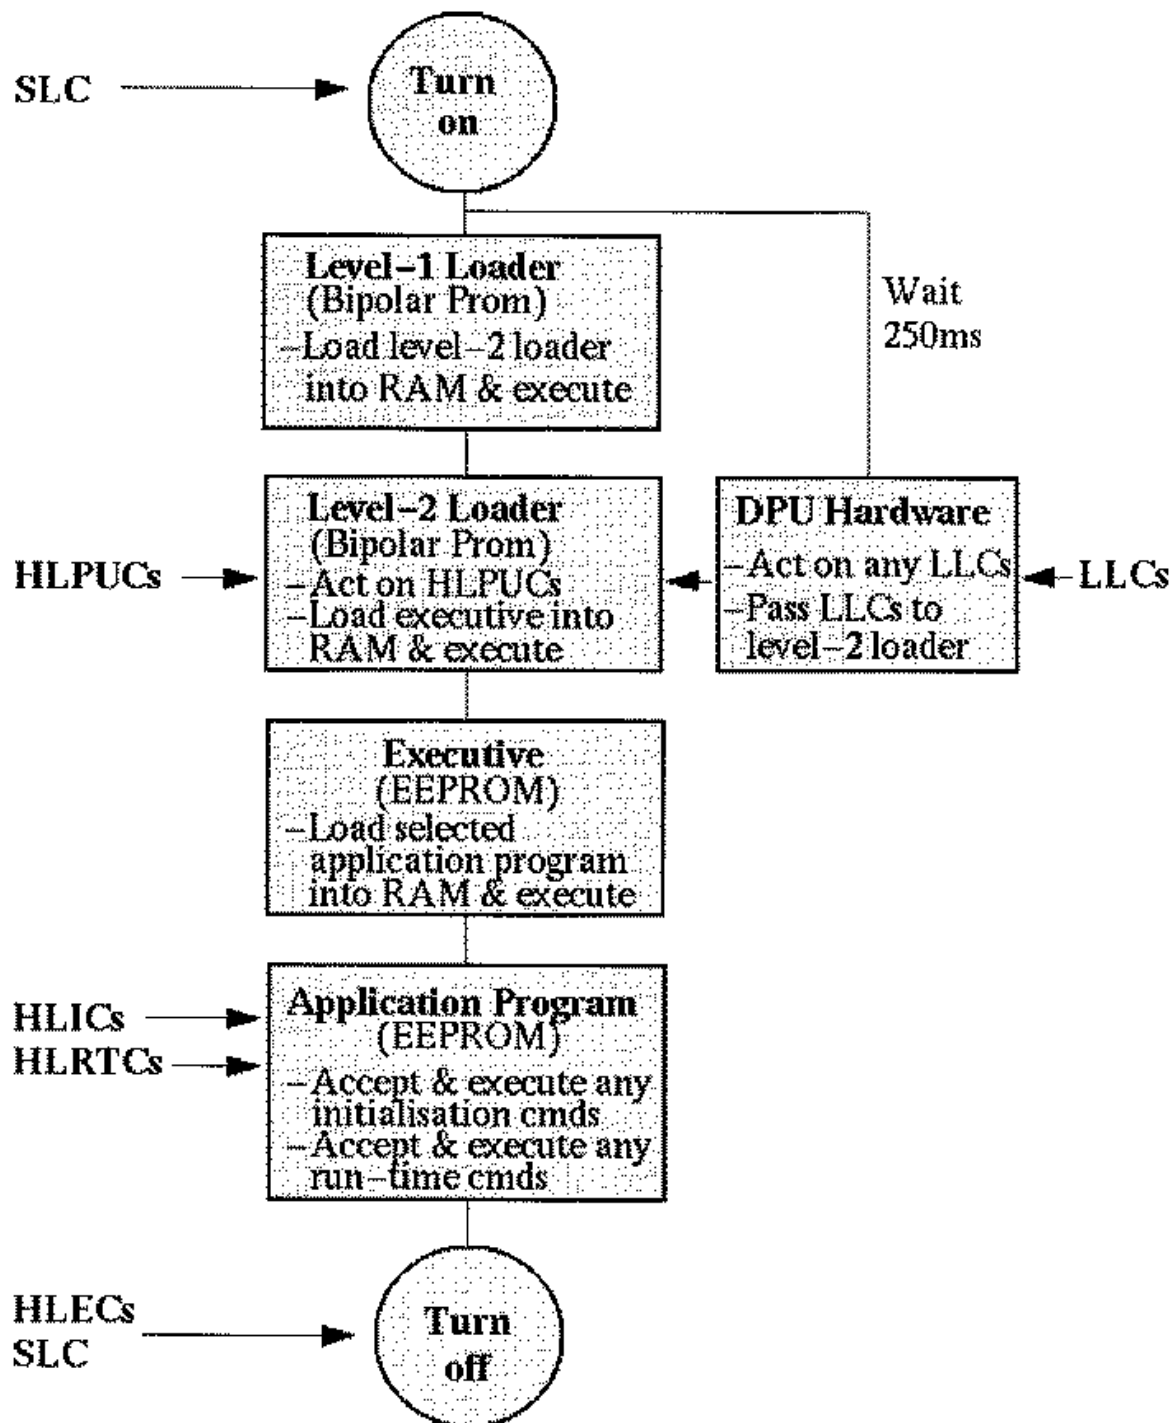 SLC
Turn
on
Level-1 Loader
(Bipolar Prom)
-Load level-2 loader
into RAM & execute
Wait
250ms
HLPUCs
Level-2 Loader
(Bipolar Prom)
-Act on HLPUCs
-Load executive into
RAM & execute
DPU Hardware
-Act on any LLCs
-Pass LLCs to
level-2 loader
LLCs
Executive
(EEPROM)
-Load selected
application program
into RAM & execute
HLICs
HLRTCs
Application Program
(EEPROM)
-Accept & execute any
initialisation cmds
-Accept & execute any
run-time cmds
HLECs
SLC
Turn
off